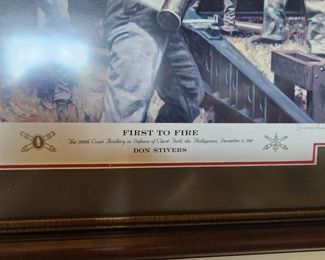 FIRST TO FIRE
The 200th Coast Artillery in Defense of Clark Field, the Philippines, December 8, 1941
DON STIVERS